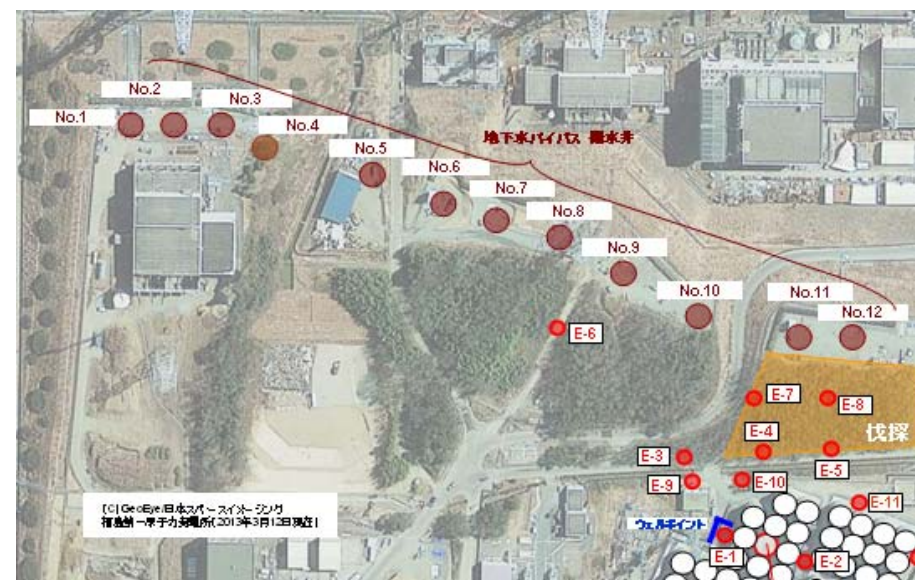 No.2
No.3
No.1
No.4
No.5
No.6
No.7
No.8
No.9
No.10
No.11
No.12
地下水バイパス 揚水井
E-6
E-7
E-8
伐採
E-4
E-5
E-3
E-9
E-10
E-11
ウェルポイント
E-1
E-2
(C)GeoEye/日本スペースイメージング
福島第一原子力発電所(2013年3月12日現在)